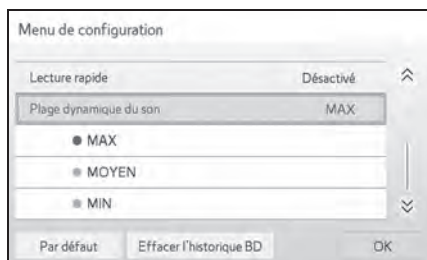 Menu de configuration
Lecture rapide Désactivé
Plage dynamique du son MAX
MAX
MOYEN
MIN
Par défaut Effacer l'historique BD OK